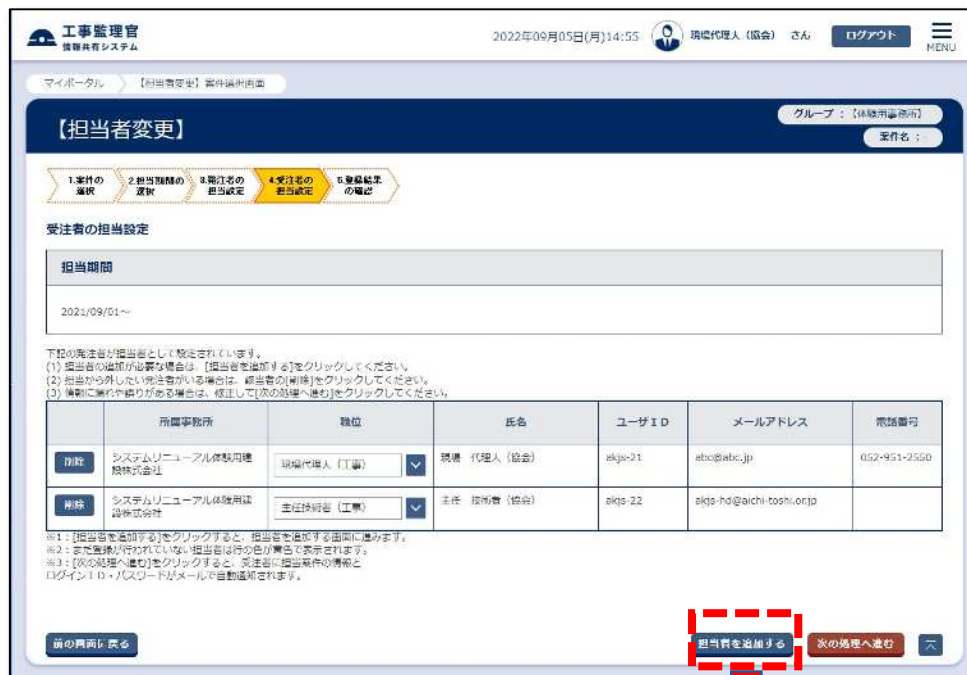 工事監理官
情報共有システム
2022年09月05日(月)14:55
現場代理人（協会） さん
ログアウト
MENU
マイポータル
【担当者変更】案件選択画面
【担当者変更】
グループ：【体験用事務所】
案件名：-
1.案件の選択
2.担当期間の選択
3.発注者の担当設定
4.受注者の担当設定
5.登録結果の確認
受注者の担当設定
担当期間
2021/09/01～
下記の発注者が担当者として設定されています。
(1) 担当者の追加が必要な場合は、[担当者を追加する]をクリックしてください。
(2) 担当から外したい発注者がいる場合は、該当者の[削除]をクリックしてください。
(3) 情報に漏れや誤りがある場合は、修正して[次の処理へ進む]をクリックしてください。
所属事務所 職位 氏名 ユーザID メールアドレス 電話番号
削除 システムリニューアル体験用建設株式会社 現場代理人（工事） 現場 代理人（協会） akjs-21 abc@abc.jp 052-951-2550
削除 システムリニューアル体験用建設株式会社 主任技術者（工事） 主任 技術者（協会） akjs-22 akjs-hd@aichi-toshi.or.jp
※1：[担当者を追加する]をクリックすると、担当者を追加する画面に進みます。
※2：まだ登録が行われていない担当者は行の色が黄色で表示されます。
※3：[次の処理へ進む]をクリックすると、受注者に担当案件の情報と
ログインＩＤ・パスワードがメールで自動通知されます。
前の画面に戻る
担当者を追加する
次の処理へ進む